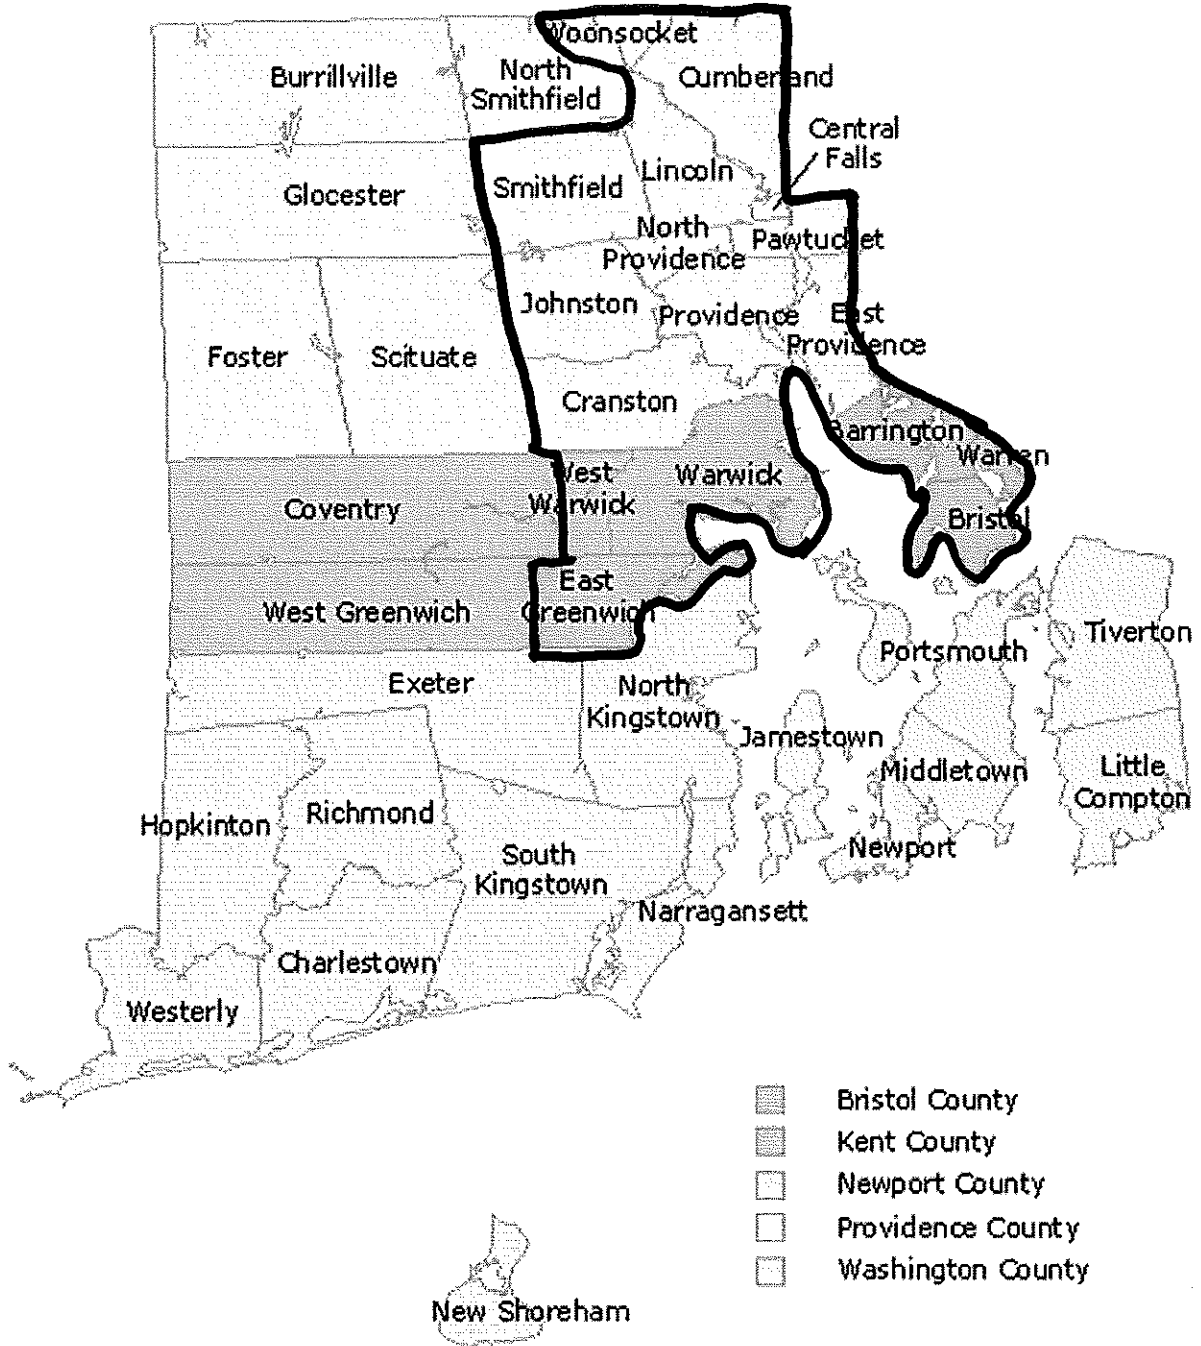 Woonsocket
Burrillville
North
Smithfield
Cumberland
Central
Falls
Glocester
Smithfield
Lincoln
North
Providence
Pawtucket
Johnston
Providence
East
Providence
Foster
Scituate
Cranston
Barrington
Warren
West
Warwick
Warwick
Coventry
Bristol
East
Greenwich
West Greenwich
Tiverton
Portsmouth
Exeter
North
Kingstown
Jamestown
Middletown
Little
Compton
Hopkinton
Richmond
South
Kingstown
Newport
Narragansett
Charlestown
Westerly
Bristol County
Kent County
Newport County
Providence County
Washington County
New Shoreham